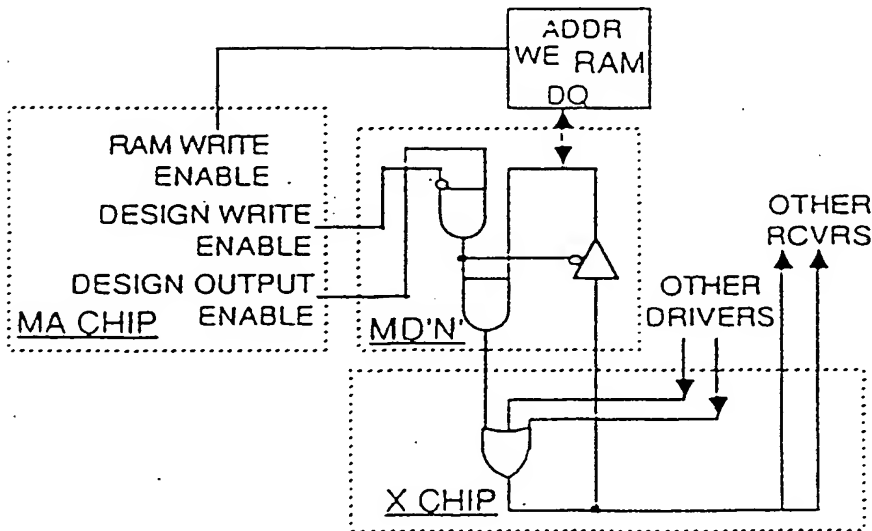 ADDR
WE RAM
DQ
RAM WRITE
ENABLE
DESIGN WRITE
ENABLE
DESIGN OUTPUT
ENABLE
MA CHIP
MD'N'
OTHER
RCVRS
OTHER
DRIVERS
X CHIP